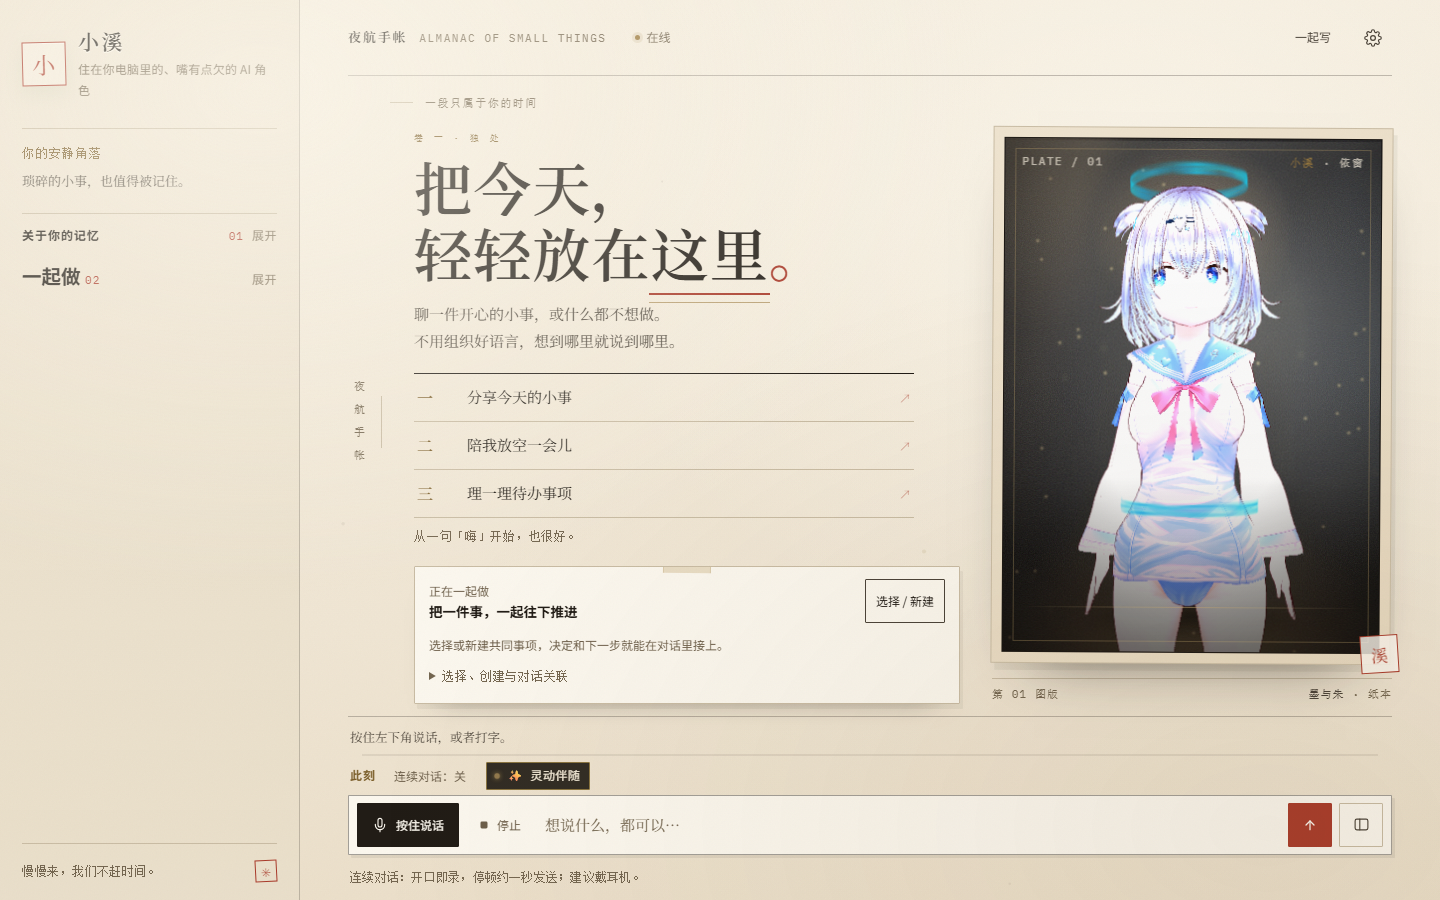 小
小溪
住在你电脑里的、嘴有点欠的 AI 角
色
你的安静角落
琐碎的小事，也值得被记住。
关于你的记忆 01 展开
一起做 02 展开
慢慢来，我们不赶时间。
夜航手帐 ALMANAC OF SMALL THINGS 在线
一起写
一段只属于你的时间
卷 一 · 独 处
把今天，
轻轻放在这里。
聊一件开心的小事，或什么都不想做。
不用组织好语言，想到哪里就说到哪里。
夜航手帐
一 分享今天的小事 ↗
二 陪我放空一会儿 ↗
三 理一理待办事项 ↗
从一句「嗨」开始，也很好。
正在一起做
把一件事，一起往下推进
选择 / 新建
选择或新建共同事项，决定和下一步就能在对话里接上。
选择、创建与对话关联
PLATE / 01
小溪 · 依窗
溪
第 01 图版
墨与朱 · 纸本
按住左下角说话，或者打字。
此刻 连续对话：关 ✨ 灵动伴随
按住说话 停止 想说什么，都可以…
连续对话：开口即录，停顿约一秒发送；建议戴耳机。